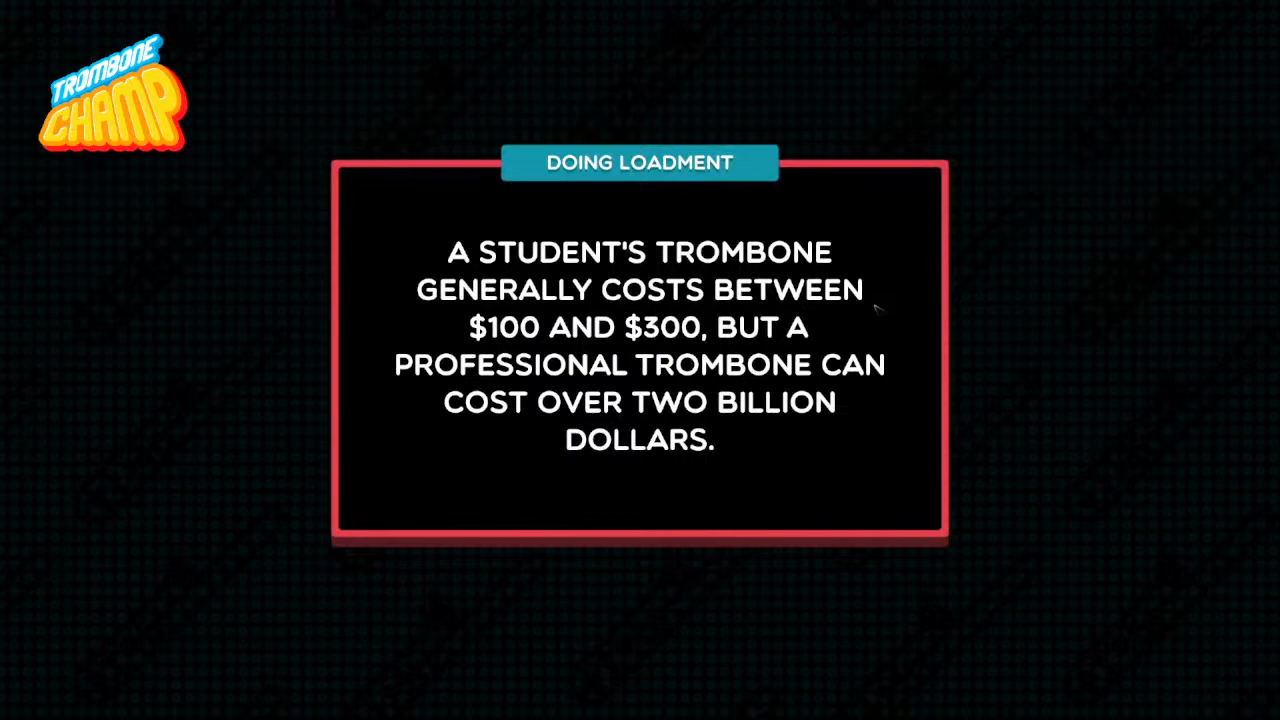 TROMBONE
CHAMP
DOING LOADMENT
A STUDENT'S TROMBONE
GENERALLY COSTS BETWEEN
$100 AND $300, BUT A
PROFESSIONAL TROMBONE CAN
COST OVER TWO BILLION
DOLLARS.